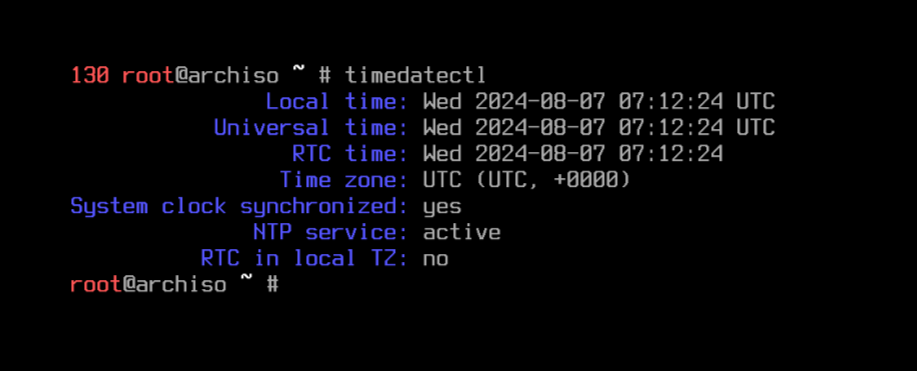 130 root@archiso ~ # timedatectl
Local time: Wed 2024-08-07 07:12:24 UTC
Universal time: Wed 2024-08-07 07:12:24 UTC
RTC time: Wed 2024-08-07 07:12:24
Time zone: UTC (UTC, +0000)
System clock synchronized: yes
NTP service: active
RTC in local TZ: no
root@archiso ~ #